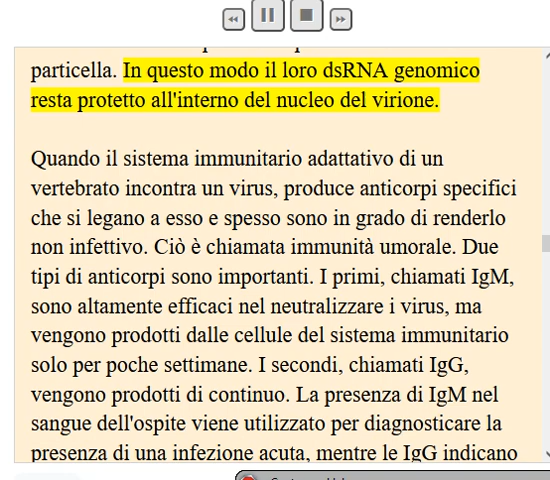 particella. In questo modo il loro dsRNA genomico
resta protetto all'interno del nucleo del virione.
Quando il sistema immunitario adattativo di un
vertebrato incontra un virus, produce anticorpi specifici
che si legano a esso e spesso sono in grado di renderlo
non infettivo. Ciò è chiamata immunità umorale. Due
tipi di anticorpi sono importanti. I primi, chiamati IgM,
sono altamente efficaci nel neutralizzare i virus, ma
vengono prodotti dalle cellule del sistema immunitario
solo per poche settimane. I secondi, chiamati IgG,
vengono prodotti di continuo. La presenza di IgM nel
sangue dell'ospite viene utilizzato per diagnosticare la
presenza di una infezione acuta, mentre le IgG indicano